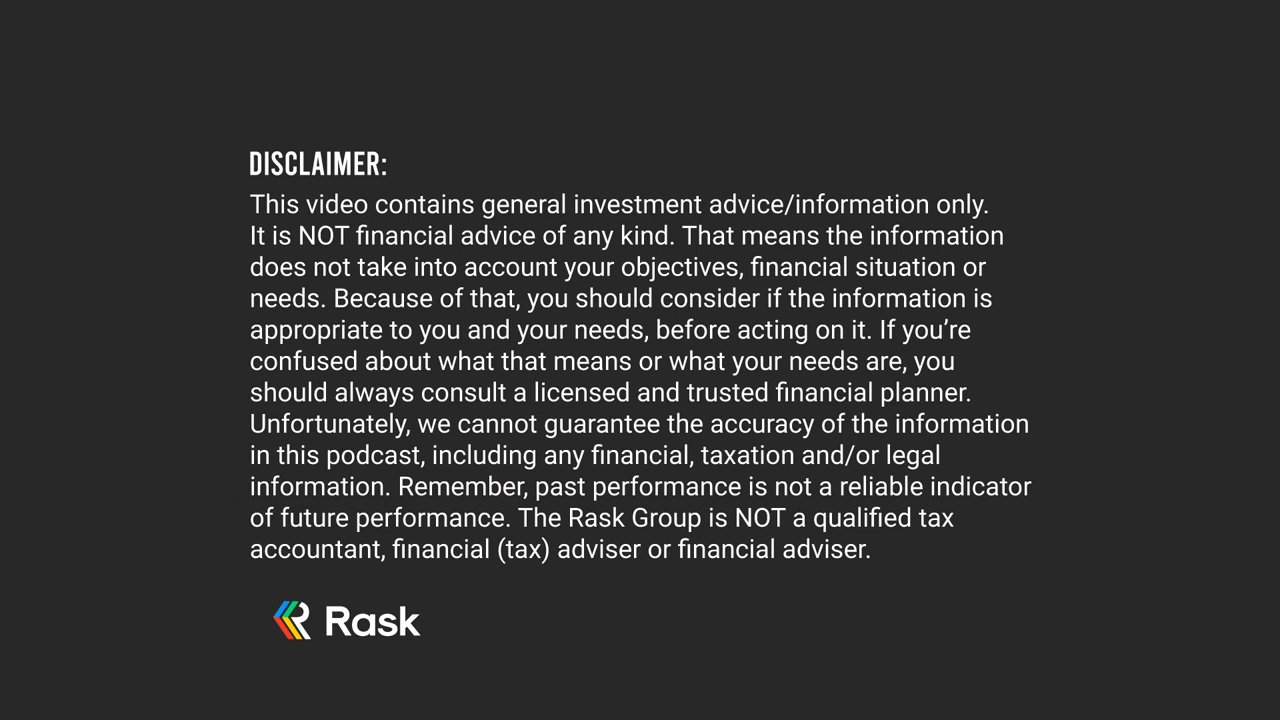 DISCLAIMER:
This video contains general investment advice/information only.
It is NOT financial advice of any kind. That means the information
does not take into account your objectives, financial situation or
needs. Because of that, you should consider if the information is
appropriate to you and your needs, before acting on it. If you’re
confused about what that means or what your needs are, you
should always consult a licensed and trusted financial planner.
Unfortunately, we cannot guarantee the accuracy of the information
in this podcast, including any financial, taxation and/or legal
information. Remember, past performance is not a reliable indicator
of future performance. The Rask Group is NOT a qualified tax
accountant, financial (tax) adviser or financial adviser.
Rask